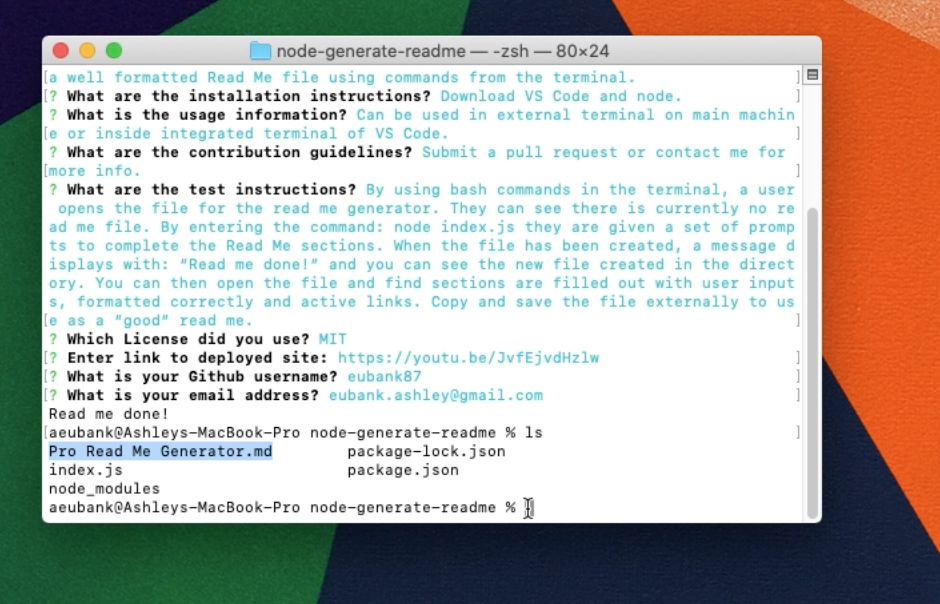 node-generate-readme — -zsh — 80×24
[a well formatted Read Me file using commands from the terminal. ]
[? What are the installation instructions? Download VS Code and node. ]
[? What is the usage information? Can be used in external terminal on main machin
[e or inside integrated terminal of VS Code. ]
? What are the contribution guidelines? Submit a pull request or contact me for
[more info. ]
? What are the test instructions? By using bash commands in the terminal, a user
opens the file for the read me generator. They can see there is currently no re
ad me file. By entering the command: node index.js they are given a set of promp
ts to complete the Read Me sections. When the file has been created, a message d
isplays with: “Read me done!” and you can see the new file created in the direct
ory. You can then open the file and find sections are filled out with user input
s, formatted correctly and active links. Copy and save the file externally to us
[e as a “good” read me. ]
? Which License did you use? MIT
[? Enter link to deployed site: https://youtu.be/JvfEjvdHzlw ]
[? What is your Github username? eubank87 ]
[? What is your email address? eubank.ashley@gmail.com ]
Read me done!
[aeubank@Ashleys-MacBook-Pro node-generate-readme % ls ]
Pro Read Me Generator.md package-lock.json
index.js package.json
node_modules
aeubank@Ashleys-MacBook-Pro node-generate-readme %